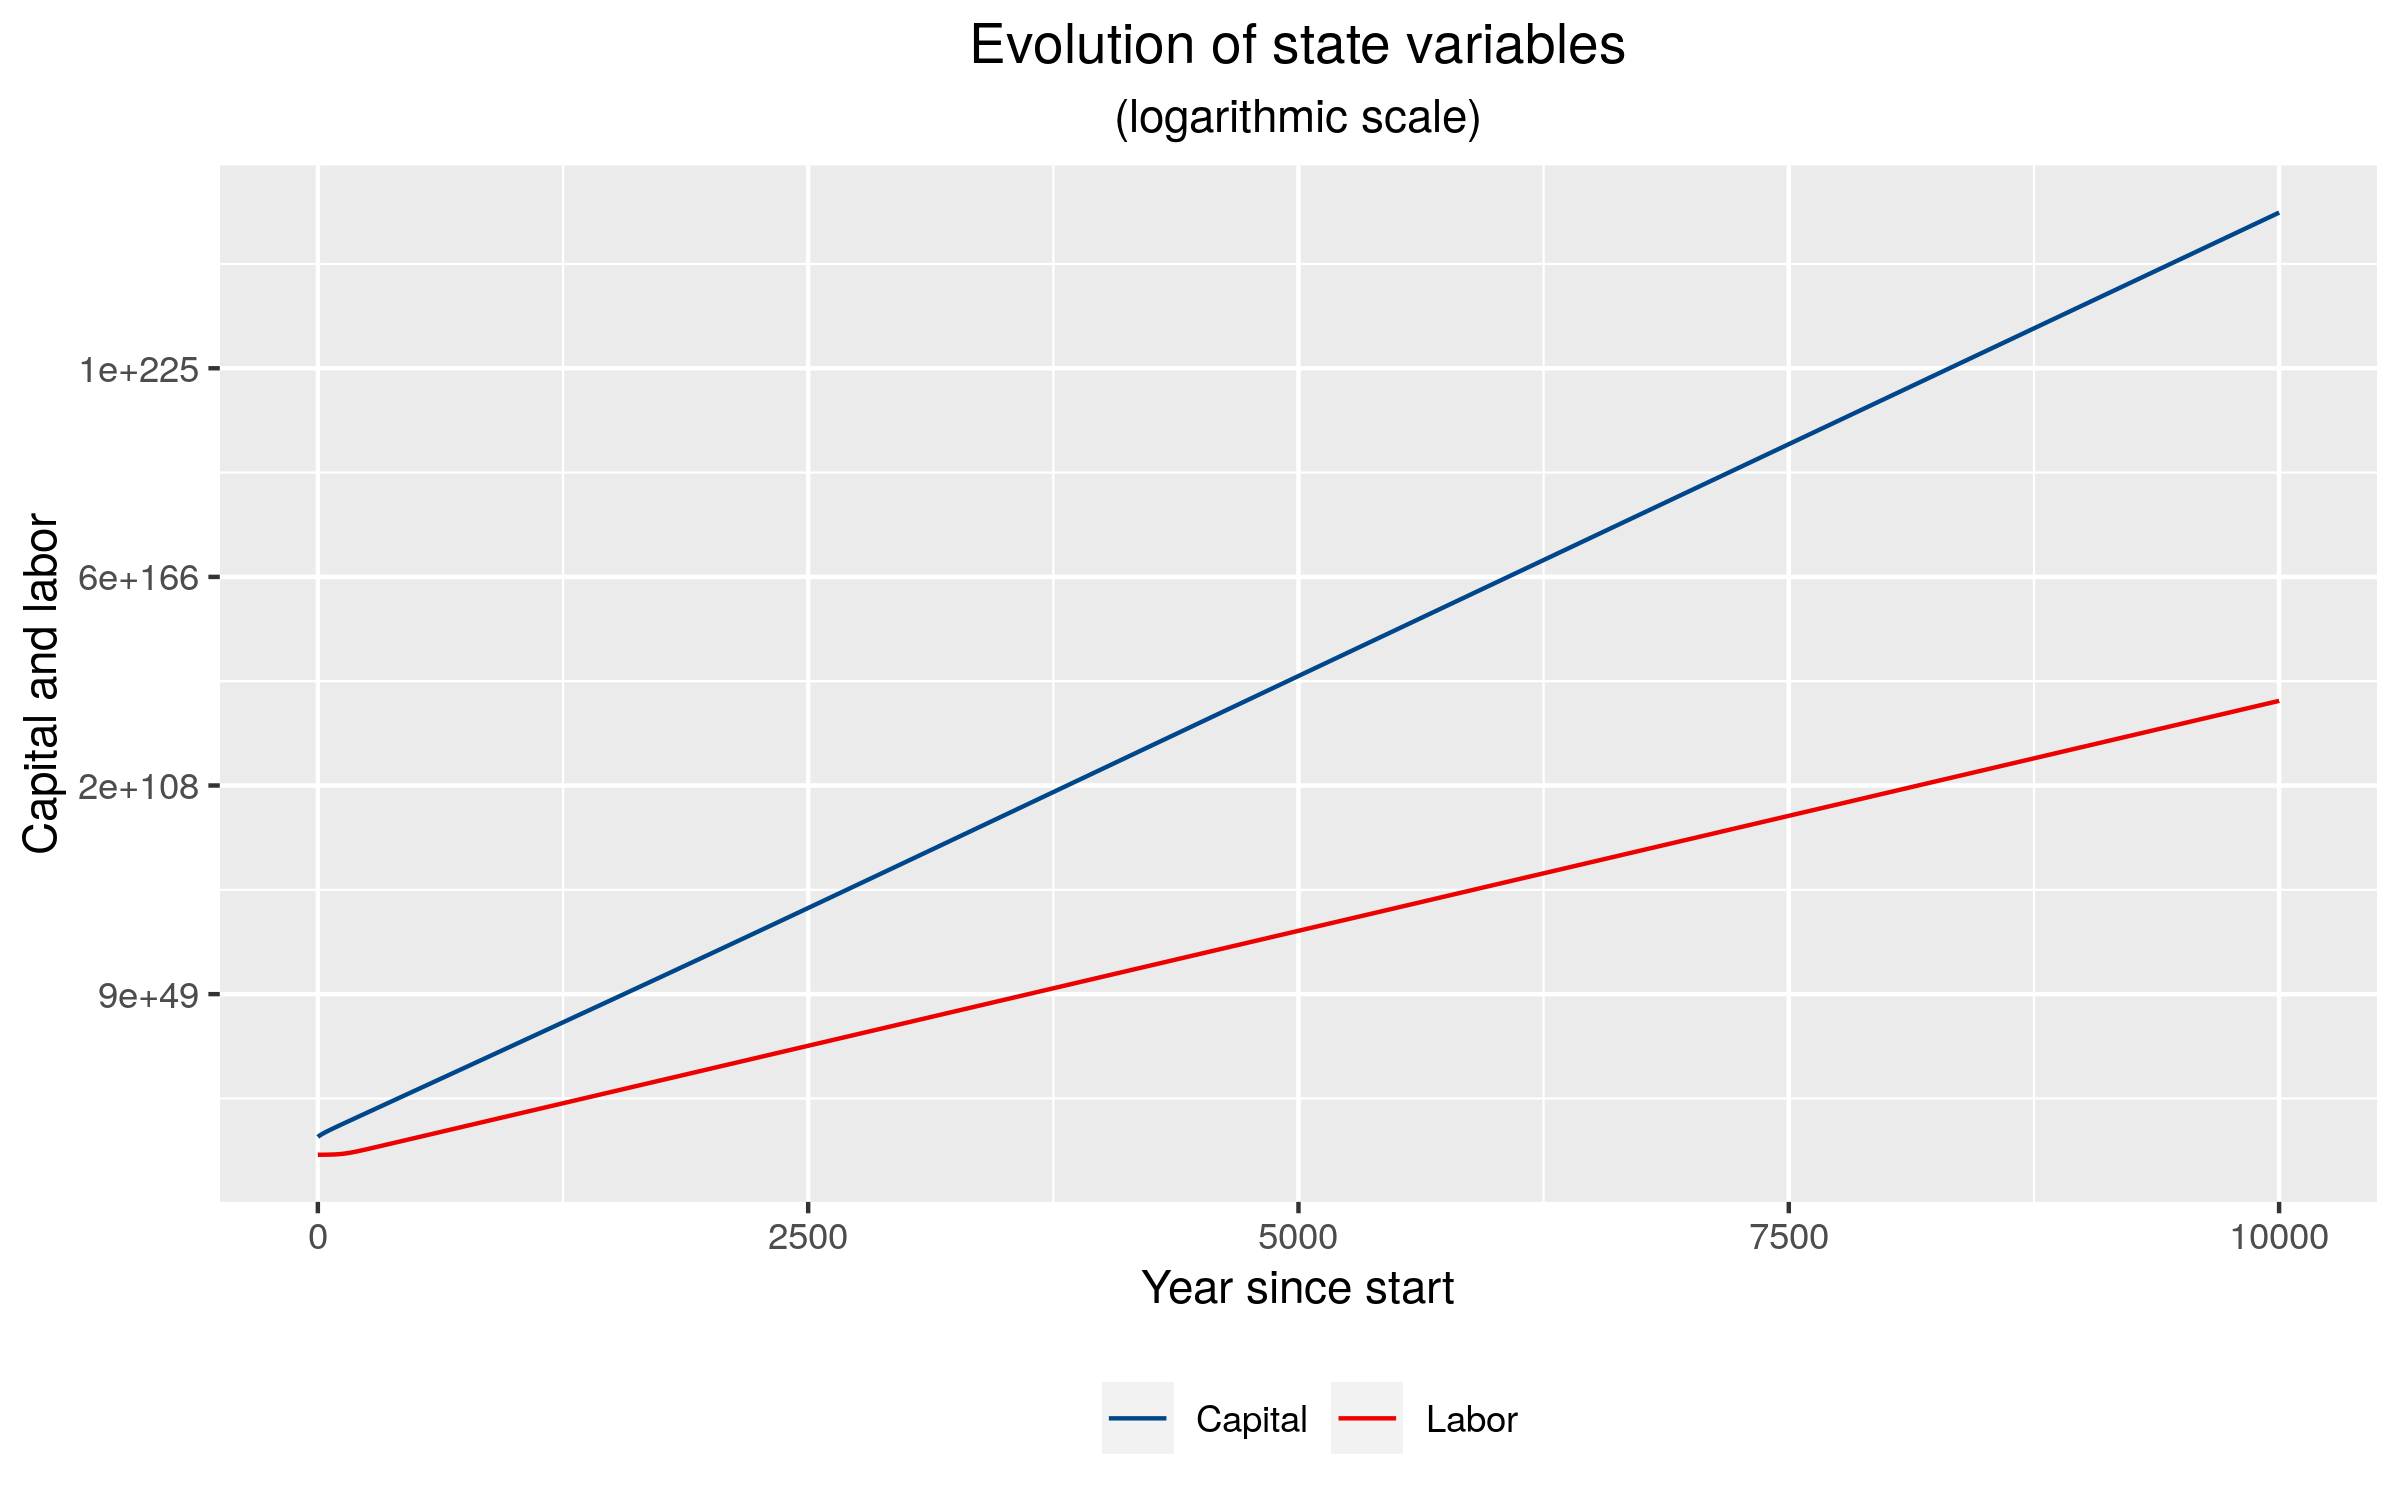 Evolution of state variables
(logarithmic scale)
Capital and labor
1e+225
6e+166
2e+108
9e+49
0 2500 5000 7500 10000
Year since start
Capital Labor